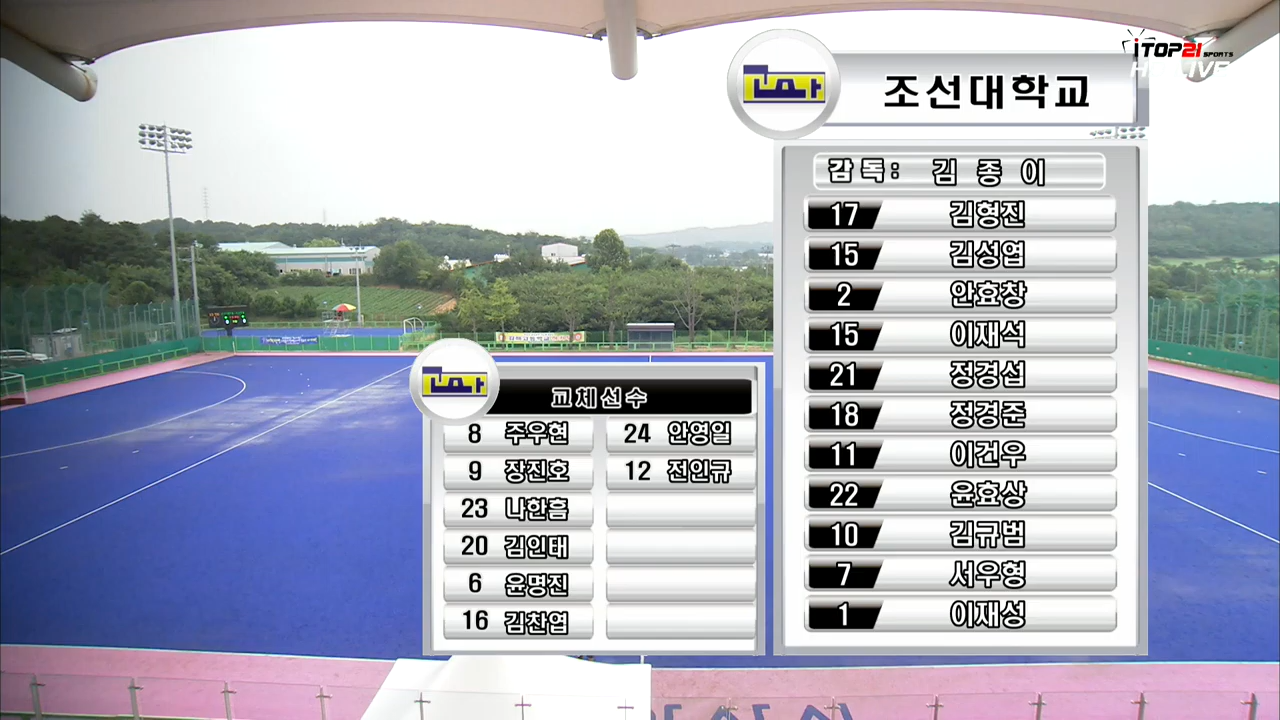 iTOP21 SPORTS
조선대학교
감독: 김종이
17 김형진
15 김성엽
2 안효창
15 이재석
21 정경섭
18 정경준
11 이건우
22 윤효상
10 김규범
7 서우형
1 이재성
교체선수
8 주우현 24 안영일
9 장진호 12 전인규
23 나한흠
20 김인태
6 윤명진
16 김찬엽